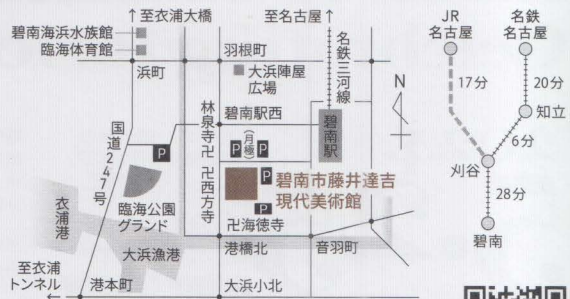 ↑至衣浦大橋
至名古屋↑
碧南海浜水族館
臨海体育館
羽根町
浜町
大浜陣屋
広場
名鉄三河線
N
国道247号
林泉寺卍
碧南駅西
碧南駅
P
P
(月極)
P
P
卍西方寺
碧南市藤井達吉
現代美術館
P
臨海公園
グランド
衣浦港
卍海徳寺
大浜漁港
港橋北
音羽町
至衣浦
トンネル
←
港本町
大浜小北
JR
名古屋
名鉄
名古屋
17分
20分
知立
6分
刈谷
28分
碧南